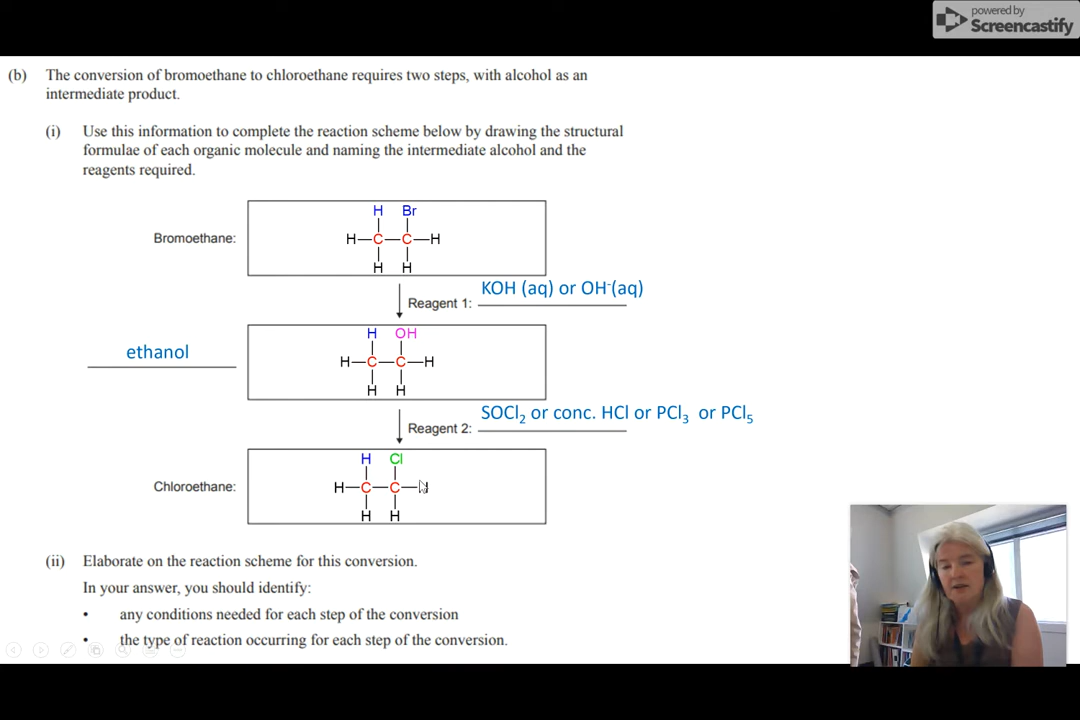 powered by
Screencastify
(b) The conversion of bromoethane to chloroethane requires two steps, with alcohol as an
intermediate product.
(i) Use this information to complete the reaction scheme below by drawing the structural
formulae of each organic molecule and naming the intermediate alcohol and the
reagents required.
H Br
Bromoethane: H—C—C—H
H H
KOH (aq) or OH⁻(aq)
Reagent 1:
H OH
ethanol H—C—C—H
H H
SOCl₂ or conc. HCl or PCl₃ or PCl₅
Reagent 2:
H Cl
Chloroethane: H—C—C—H
H H
(ii) Elaborate on the reaction scheme for this conversion.
In your answer, you should identify:
• any conditions needed for each step of the conversion
• the type of reaction occurring for each step of the conversion.